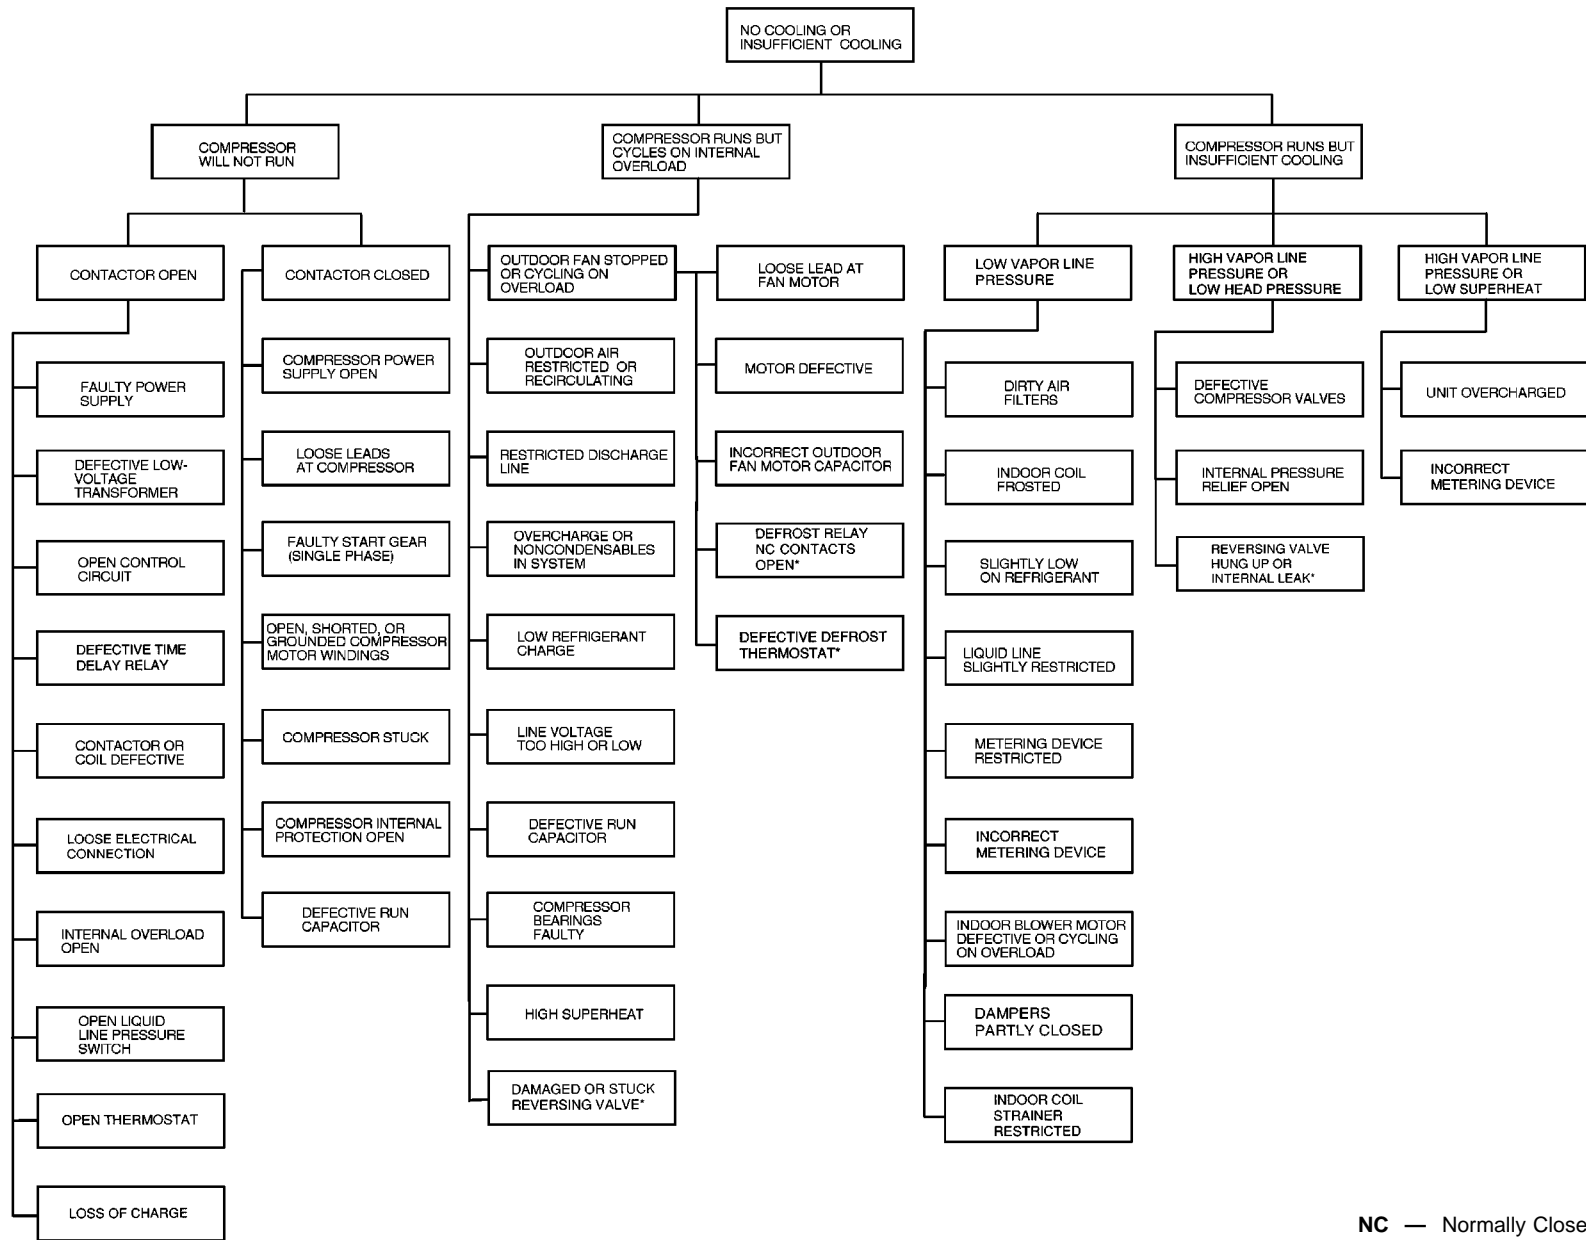 NO COOLING OR
INSUFFICIENT COOLING
COMPRESSOR
WILL NOT RUN
COMPRESSOR RUNS BUT
CYCLES ON INTERNAL
OVERLOAD
COMPRESSOR RUNS BUT
INSUFFICIENT COOLING
CONTACTOR OPEN
FAULTY POWER
SUPPLY
DEFECTIVE LOW-
VOLTAGE
TRANSFORMER
OPEN CONTROL
CIRCUIT
DEFECTIVE TIME
DELAY RELAY
CONTACTOR OR
COIL DEFECTIVE
LOOSE ELECTRICAL
CONNECTION
INTERNAL OVERLOAD
OPEN
OPEN LIQUID
LINE PRESSURE
SWITCH
OPEN THERMOSTAT
LOSS OF CHARGE
CONTACTOR CLOSED
COMPRESSOR POWER
SUPPLY OPEN
LOOSE LEADS
AT COMPRESSOR
FAULTY START GEAR
(SINGLE PHASE)
OPEN, SHORTED, OR
GROUNDED COMPRESSOR
MOTOR WINDINGS
COMPRESSOR STUCK
COMPRESSOR INTERNAL
PROTECTION OPEN
DEFECTIVE RUN
CAPACITOR
OUTDOOR FAN STOPPED
OR CYCLING ON
OVERLOAD
OUTDOOR AIR
RESTRICTED OR
RECIRCULATING
RESTRICTED DISCHARGE
LINE
OVERCHARGE OR
NONCONDENSABLES
IN SYSTEM
LOW REFRIGERANT
CHARGE
LINE VOLTAGE
TOO HIGH OR LOW
DEFECTIVE RUN
CAPACITOR
COMPRESSOR
BEARINGS
FAULTY
HIGH SUPERHEAT
DAMAGED OR STUCK
REVERSING VALVE*
LOOSE LEAD AT
FAN MOTOR
MOTOR DEFECTIVE
INCORRECT OUTDOOR
FAN MOTOR CAPACITOR
DEFROST RELAY
NC CONTACTS
OPEN*
DEFECTIVE DEFROST
THERMOSTAT*
LOW VAPOR LINE
PRESSURE
DIRTY AIR
FILTERS
INDOOR COIL
FROSTED
SLIGHTLY LOW
ON REFRIGERANT
LIQUID LINE
SLIGHTLY RESTRICTED
METERING DEVICE
RESTRICTED
INCORRECT
METERING DEVICE
INDOOR BLOWER MOTOR
DEFECTIVE OR CYCLING
ON OVERLOAD
DAMPERS
PARTLY CLOSED
INDOOR COIL
STRAINER
RESTRICTED
HIGH VAPOR LINE
PRESSURE OR
LOW HEAD PRESSURE
DEFECTIVE
COMPRESSOR VALVES
INTERNAL PRESSURE
RELIEF OPEN
REVERSING VALVE
HUNG UP OR
INTERNAL LEAK*
HIGH VAPOR LINE
PRESSURE OR
LOW SUPERHEAT
UNIT OVERCHARGED
INCORRECT
METERING DEVICE
NC — Normally Close